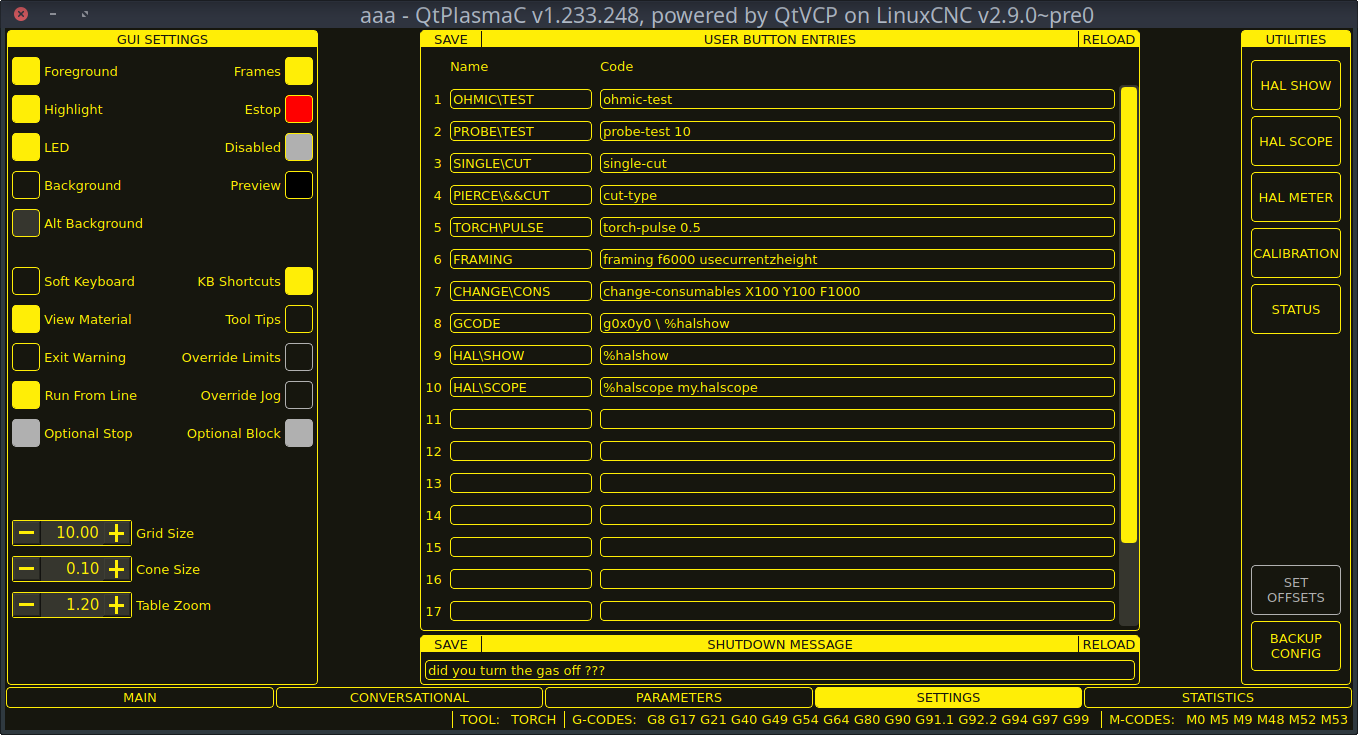 aaa - QtPlasmaC v1.233.248, powered by QtVCP on LinuxCNC v2.9.0~pre0
GUI SETTINGS
Foreground Frames
Highlight Estop
LED Disabled
Background Preview
Alt Background
Soft Keyboard KB Shortcuts
View Material Tool Tips
Exit Warning Override Limits
Run From Line Override Jog
Optional Stop Optional Block
10.00 Grid Size
0.10 Cone Size
1.20 Table Zoom
SAVE USER BUTTON ENTRIES RELOAD
Name Code
1 OHMIC\TEST ohmic-test
2 PROBE\TEST probe-test 10
3 SINGLE\CUT single-cut
4 PIERCE\&&CUT cut-type
5 TORCH\PULSE torch-pulse 0.5
6 FRAMING framing f6000 usecurrentzheight
7 CHANGE\CONS change-consumables X100 Y100 F1000
8 GCODE g0x0y0 \ %halshow
9 HAL\SHOW %halshow
10 HAL\SCOPE %halscope my.halscope
11
12
13
14
15
16
17
SAVE SHUTDOWN MESSAGE RELOAD
did you turn the gas off ???
UTILITIES
HAL SHOW
HAL SCOPE
HAL METER
CALIBRATION
STATUS
SET
OFFSETS
BACKUP
CONFIG
MAIN CONVERSATIONAL PARAMETERS SETTINGS STATISTICS
TOOL: TORCH G-CODES: G8 G17 G21 G40 G49 G54 G64 G80 G90 G91.1 G92.2 G94 G97 G99 M-CODES: M0 M5 M9 M48 M52 M53